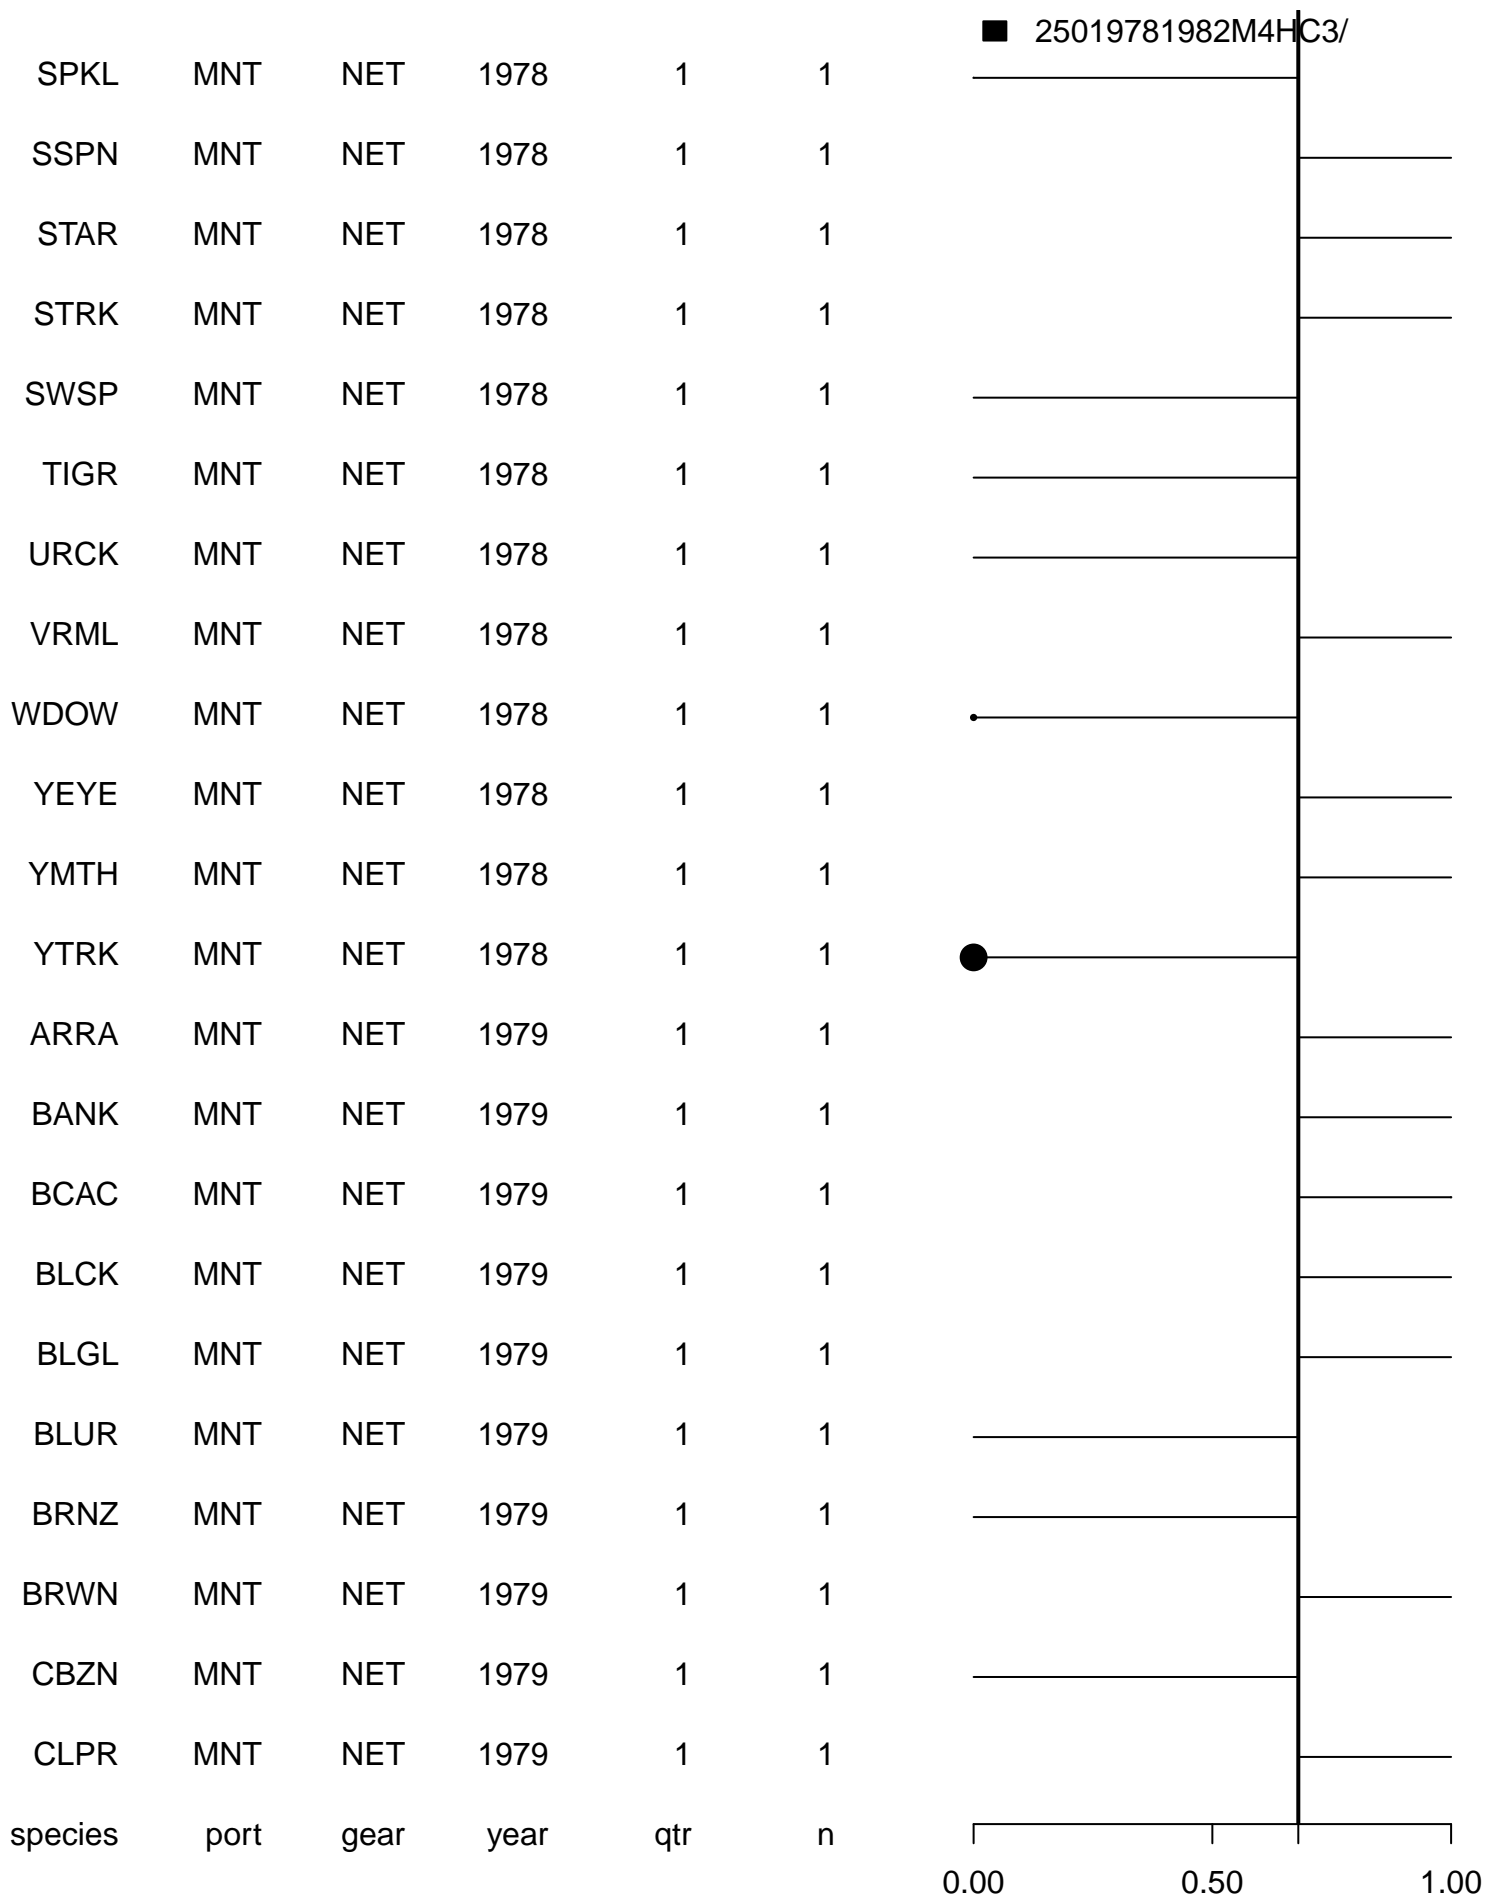 25019781982M4HC3/
SPKL MNT NET 1978 1 1
SSPN MNT NET 1978 1 1
STAR MNT NET 1978 1 1
STRK MNT NET 1978 1 1
SWSP MNT NET 1978 1 1
TIGR MNT NET 1978 1 1
URCK MNT NET 1978 1 1
VRML MNT NET 1978 1 1
WDOW MNT NET 1978 1 1
YEYE MNT NET 1978 1 1
YMTH MNT NET 1978 1 1
YTRK MNT NET 1978 1 1
ARRA MNT NET 1979 1 1
BANK MNT NET 1979 1 1
BCAC MNT NET 1979 1 1
BLCK MNT NET 1979 1 1
BLGL MNT NET 1979 1 1
BLUR MNT NET 1979 1 1
BRNZ MNT NET 1979 1 1
BRWN MNT NET 1979 1 1
CBZN MNT NET 1979 1 1
CLPR MNT NET 1979 1 1
species port gear year qtr n
0.00 0.50 1.00